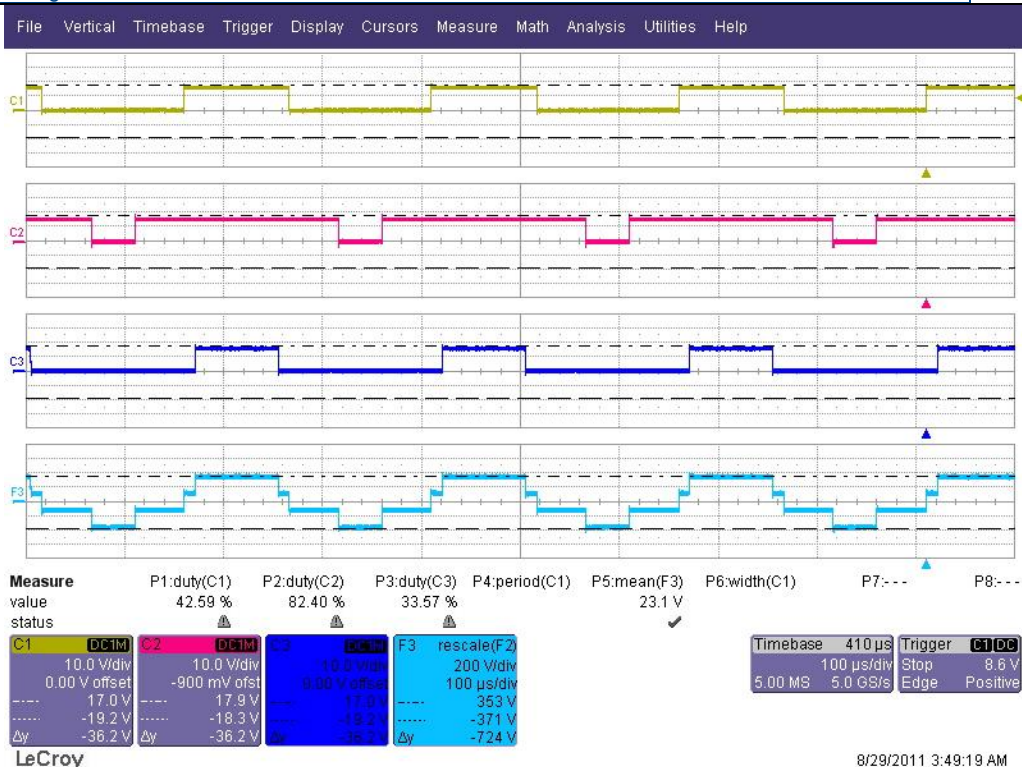 File Vertical Timebase Trigger Display Cursors Measure Math Analysis Utilities Help
C1
C2
C3
F3
Measure P1:duty(C1) P2:duty(C2) P3:duty(C3) P4:period(C1) P5:mean(F3) P6:width(C1) P7:- - - P8:- - -
value 42.59 % 82.40 % 33.57 % 23.1 V
status
C1 DC1M C2 DC1M C3 DC1M F3 rescale(F2) Timebase 410 µs Trigger C1 DC
10.0 V/div 10.0 V/div 10.0 V/div 200 V/div 100 µs/div Stop 8.6 V
0.00 V offset -900 mV ofst 0.00 V offset 100 µs/div 5.00 MS 5.0 GS/s Edge Positive
17.0 V 17.9 V 17.0 V 353 V
-19.2 V -18.3 V -19.2 V -371 V
Δy -36.2 V Δy -36.2 V Δy -36.2 V Δy -724 V
LeCroy 8/29/2011 3:49:19 AM